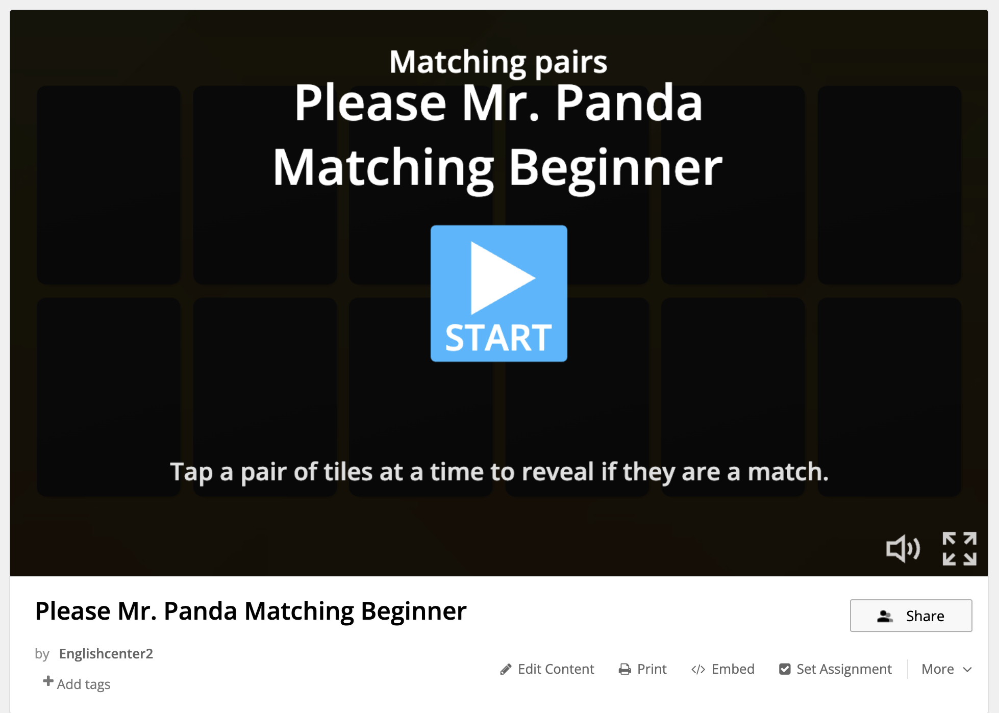 Matching pairs
Please Mr. Panda
Matching Beginner
START
Tap a pair of tiles at a time to reveal if they are a match.
Please Mr. Panda Matching Beginner
Share
by Englishcenter2
Edit Content Print </> Embed Set Assignment More
+ Add tags